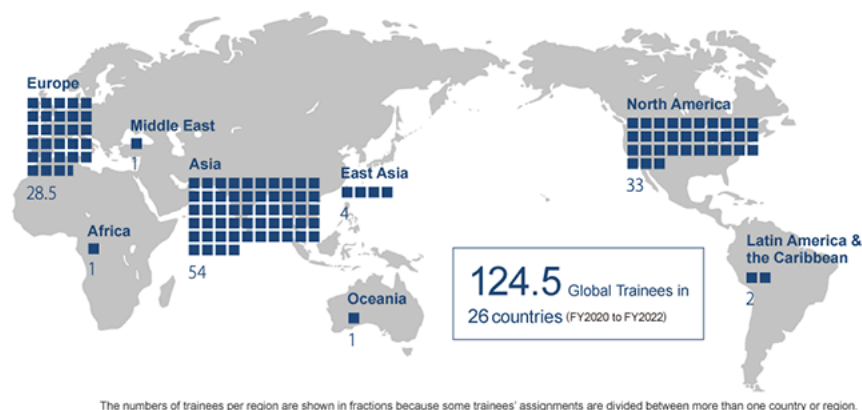 Europe
28.5
Middle East
1
Asia
54
East Asia
4
Africa
1
Oceania
1
North America
33
Latin America &
the Caribbean
2
124.5 Global Trainees in
26 countries (FY2020 to FY2022)
The numbers of trainees per region are shown in fractions because some trainees' assignments are divided between more than one country or region.